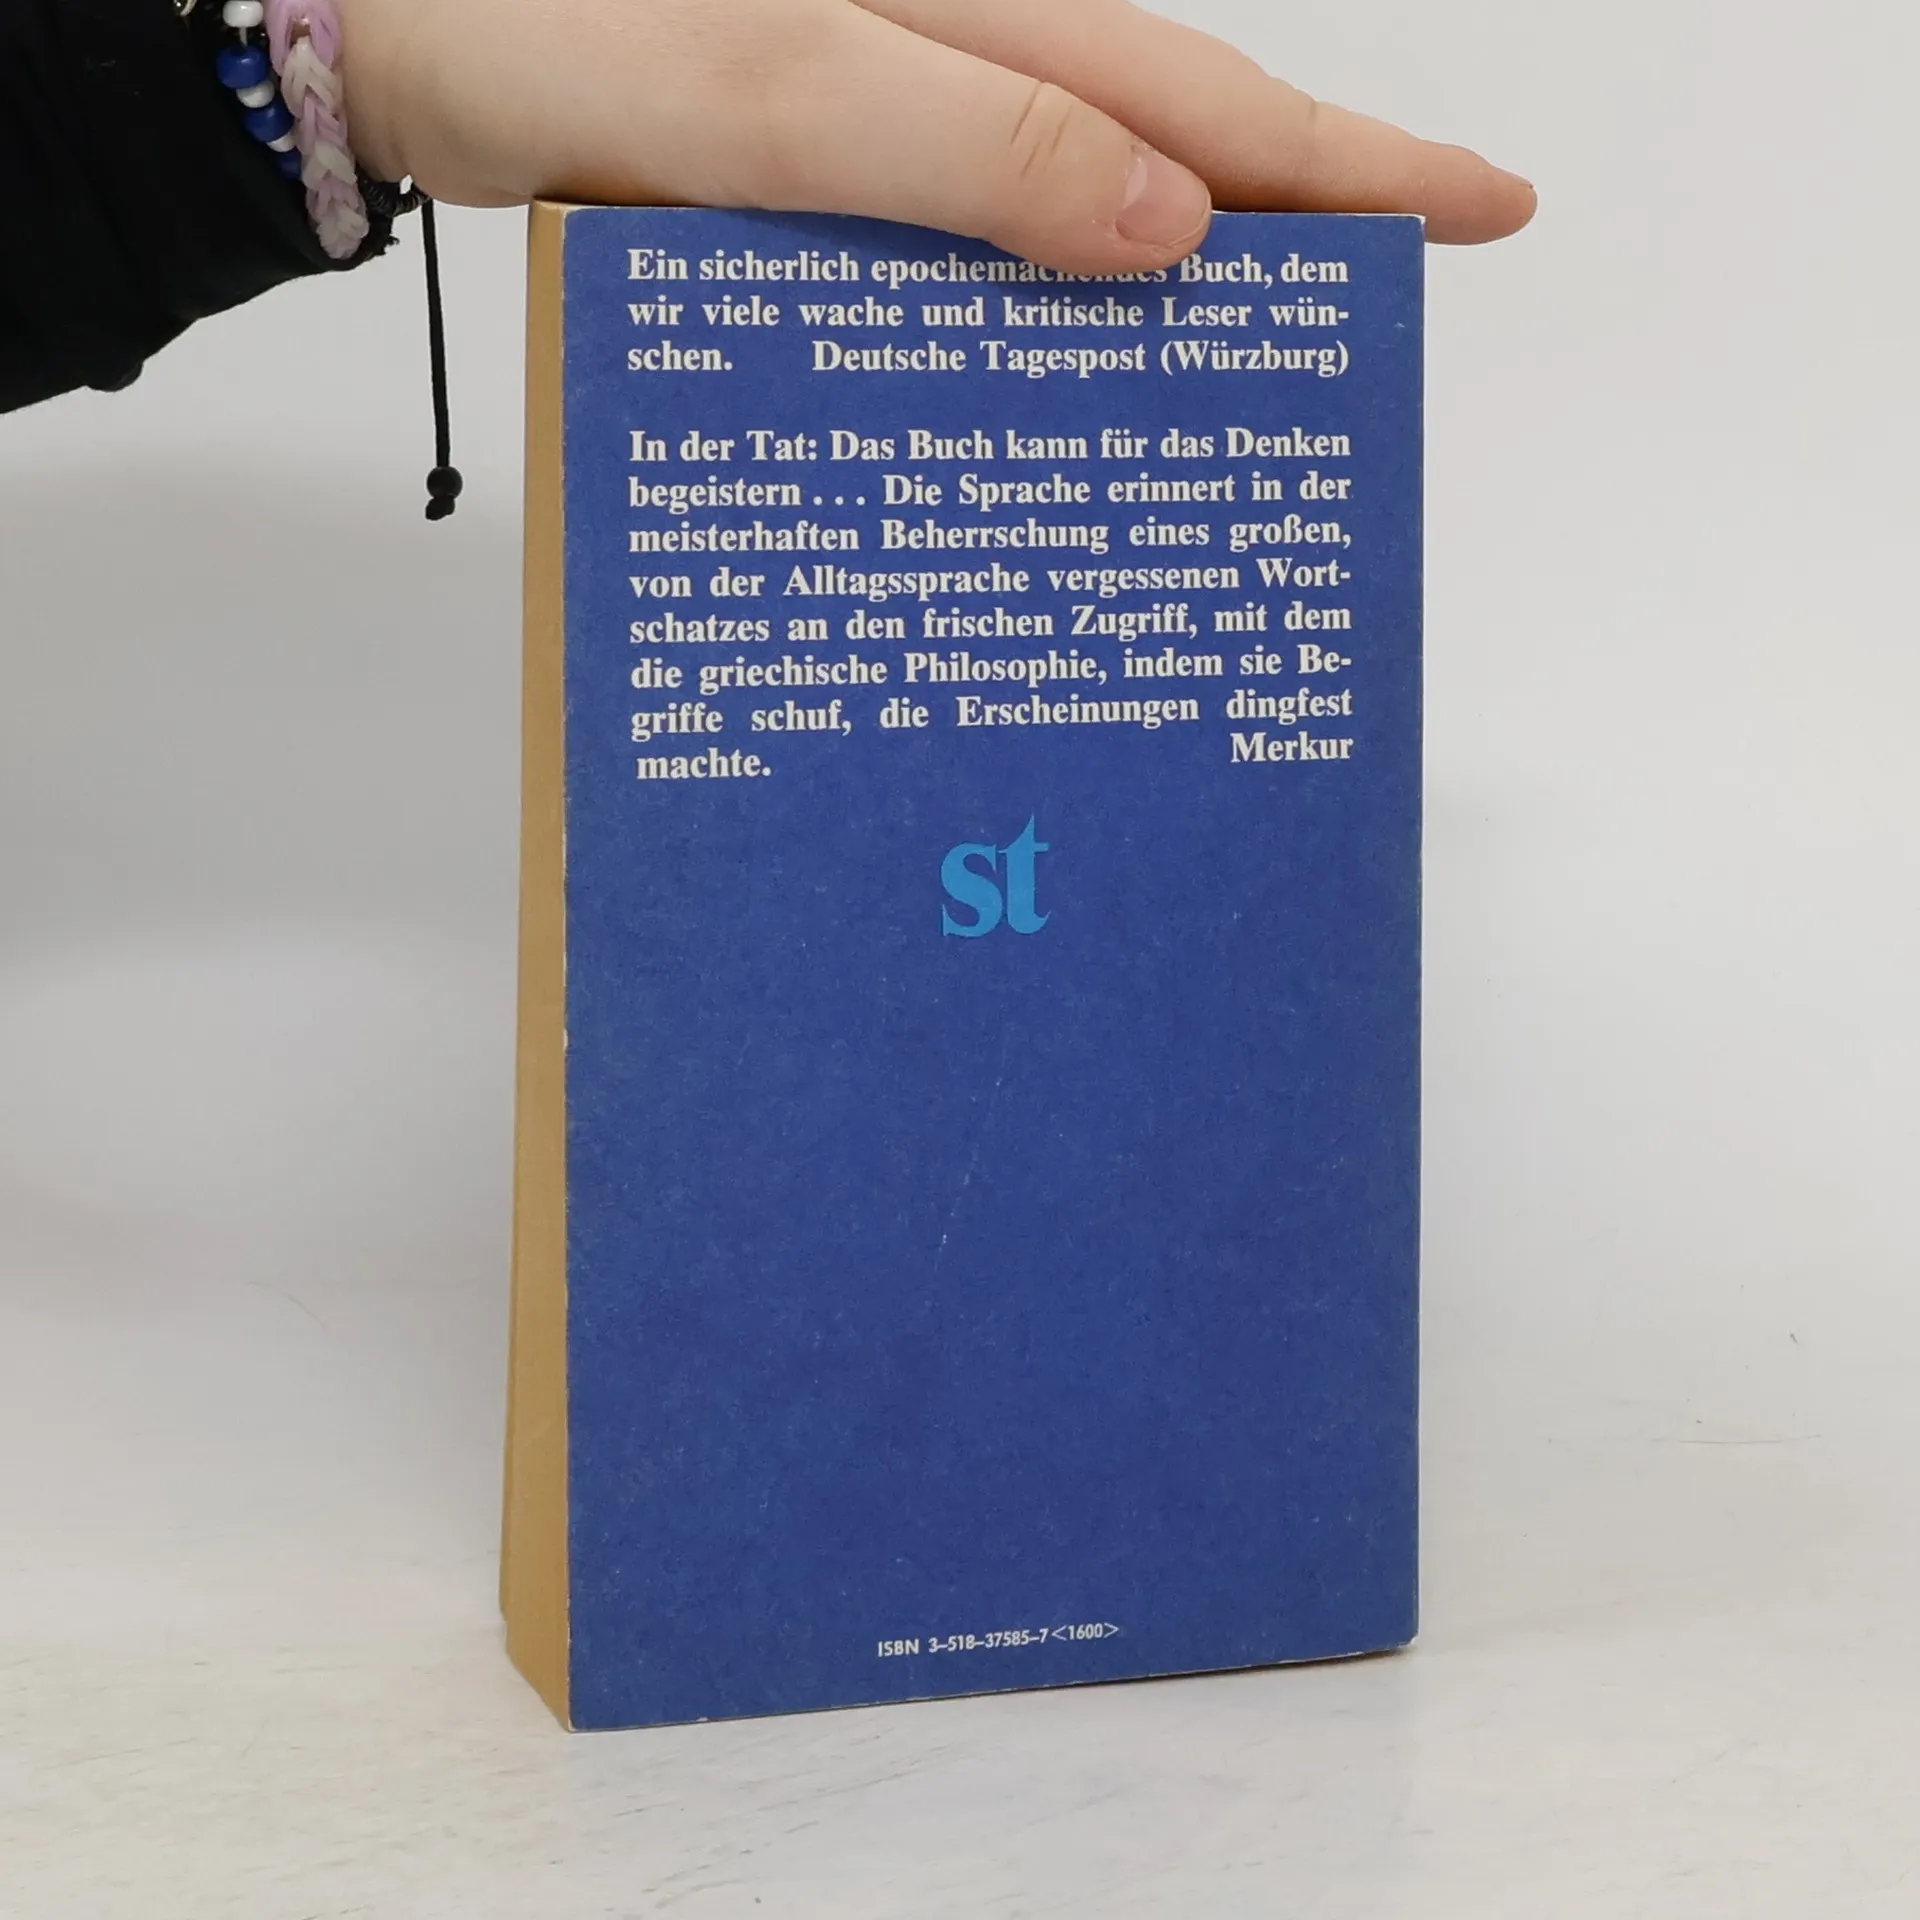 Ein sicherlich Buch, dem
wir viele wache und kritische Leser wün-
schen. Deutsche Tagespost (Würzburg)
In der Tat: Das Buch kann für das Denken
begeistern . . . Die Sprache erinnert in der
meisterhaften Beherrschung eines großen,
von der Alltagssprache vergessenen Wort-
schatzes an den frischen Zugriff, mit dem
die griechische Philosophie, indem sie Be-
griffe schuf, die Erscheinungen dingfest
machte. Merkur
st
ISBN 3–518–37585–7<1600>